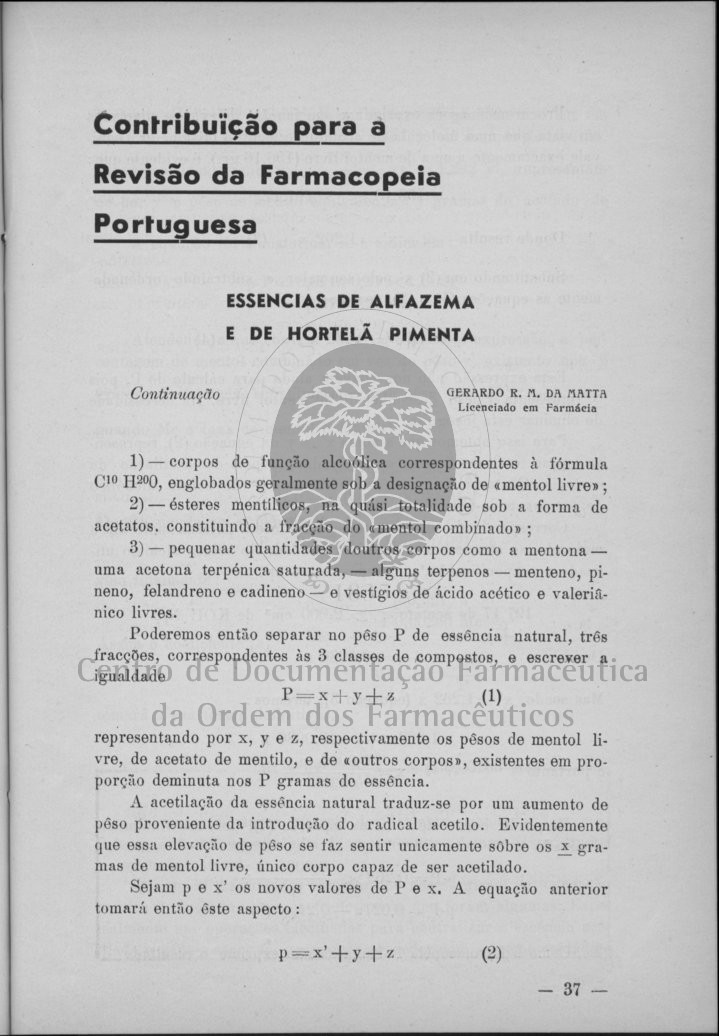 Contribuïção para a
Revisão da Farmacopeia
Portuguesa
ESSENCIAS DE ALFAZEMA
E DE HORTELÃ PIMENTA
Continuação
GERARDO R. M. DA MATTA
Licenciado em Farmácia
1) — corpos de função alcoólica correspondentes à fórmula
C¹⁰ H²⁰0, englobados geralmente sob a designação de «mentol livre» ;
2) — ésteres mentílicos, na quási totalidade sob a forma de
acetatos. constituindo a fracção do «mentol combinado» ;
3) — pequenas quantidades doutros corpos como a mentona —
uma acetona terpénica saturada, — alguns terpenos — menteno, pi-
neno, felandreno e cadineno — e vestígios de ácido acético e valeriâ-
nico livres.
Poderemos então separar no pêso P de essência natural, três
fracções, correspondentes às 3 classes de compostos, e escrever a
igualdade
Centro de Documentação Farmacêutica
P = x + y + z (1)
da Ordem dos Farmacêuticos
representando por x, y e z, respectivamente os pêsos de mentol li-
vre, de acetato de mentilo, e de «outros corpos», existentes em pro-
porção deminuta nos P gramas de essência.
A acetilação da essência natural traduz-se por um aumento de
pêso proveniente da introdução do radical acetilo. Evidentemente
que essa elevação de pêso se faz sentir unicamente sôbre os x gra-
mas de mentol livre, único corpo capaz de ser acetilado.
Sejam p e x' os novos valores de P e x. A equação anterior
tomará então êste aspecto :
p = x' + y + z (2)
— 37 —